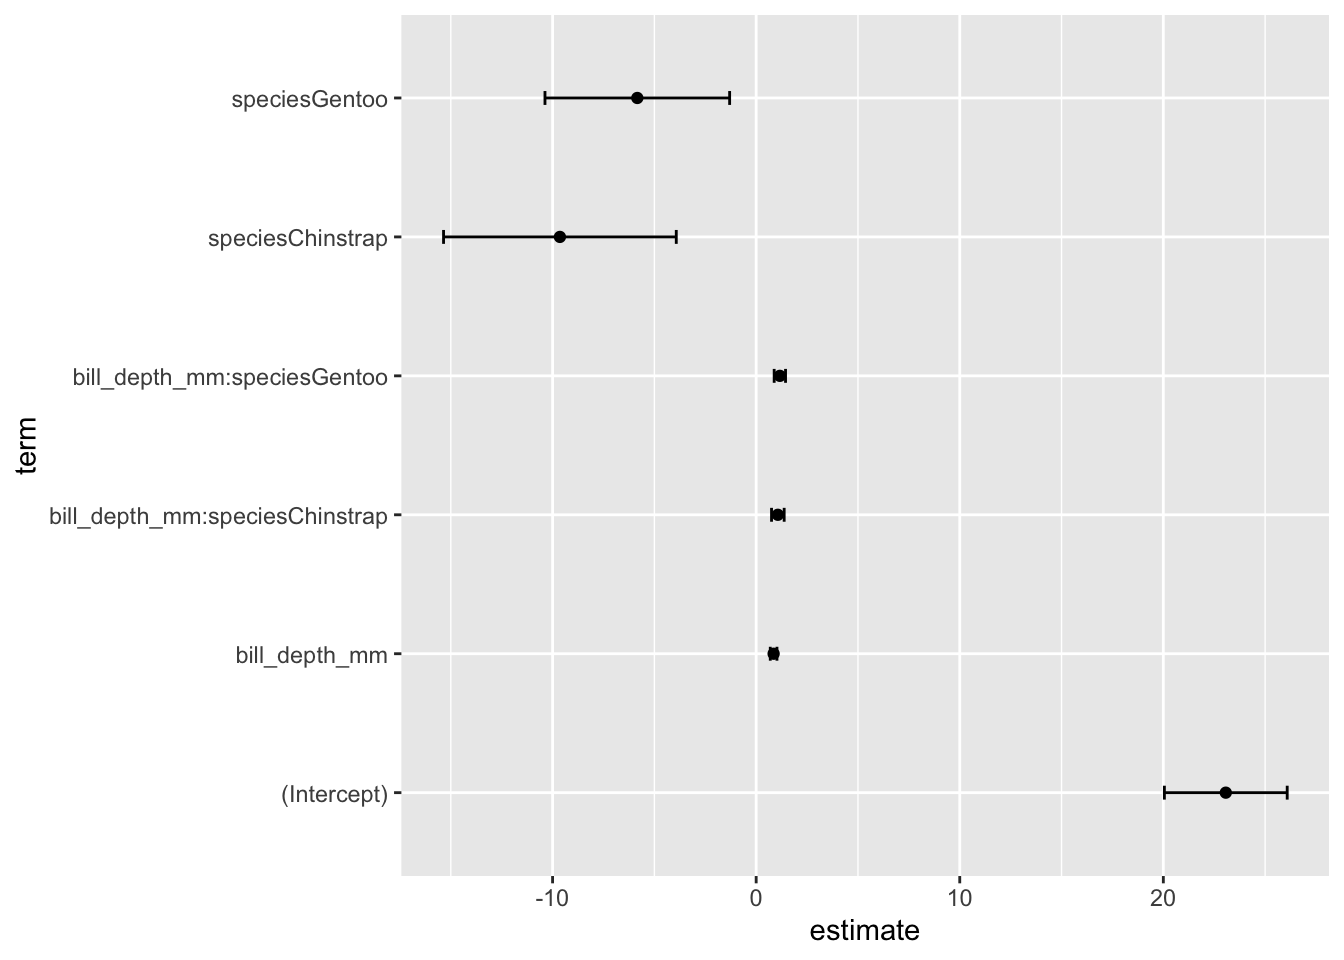 speciesGentoo
speciesChinstrap
bill_depth_mm:speciesGentoo
bill_depth_mm:speciesChinstrap
bill_depth_mm
(Intercept)
term
-10 0 10 20
estimate